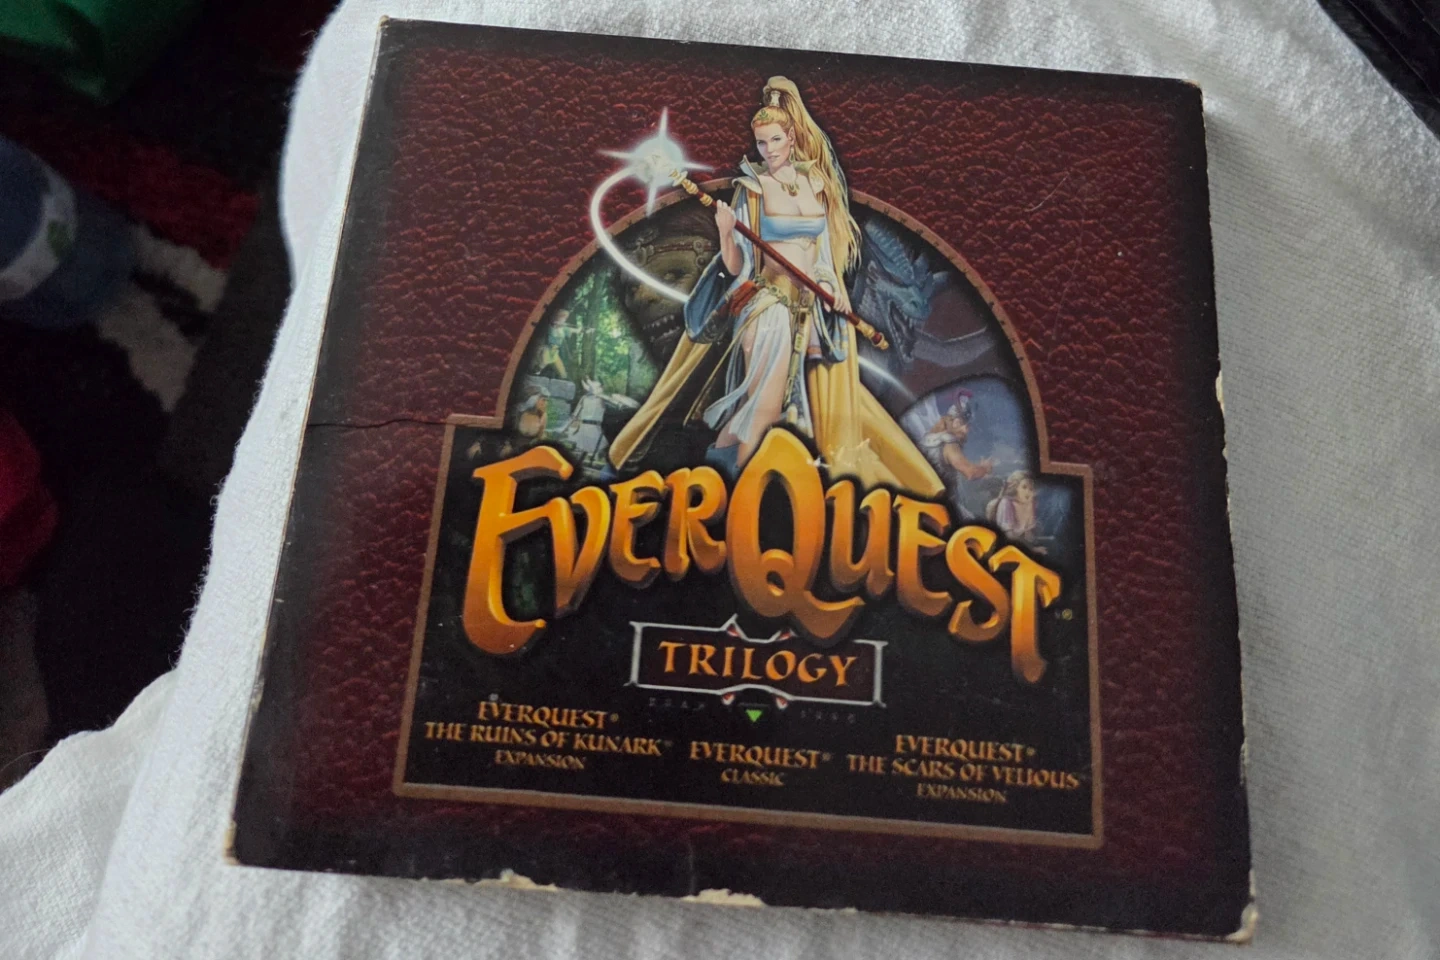 EVERQUEST
TRILOGY
EVERQUEST®
THE RUINS OF KUNARK®
EXPANSION
EVERQUEST®
CLASSIC
EVERQUEST®
THE SCARS OF VELIOUS
EXPANSION